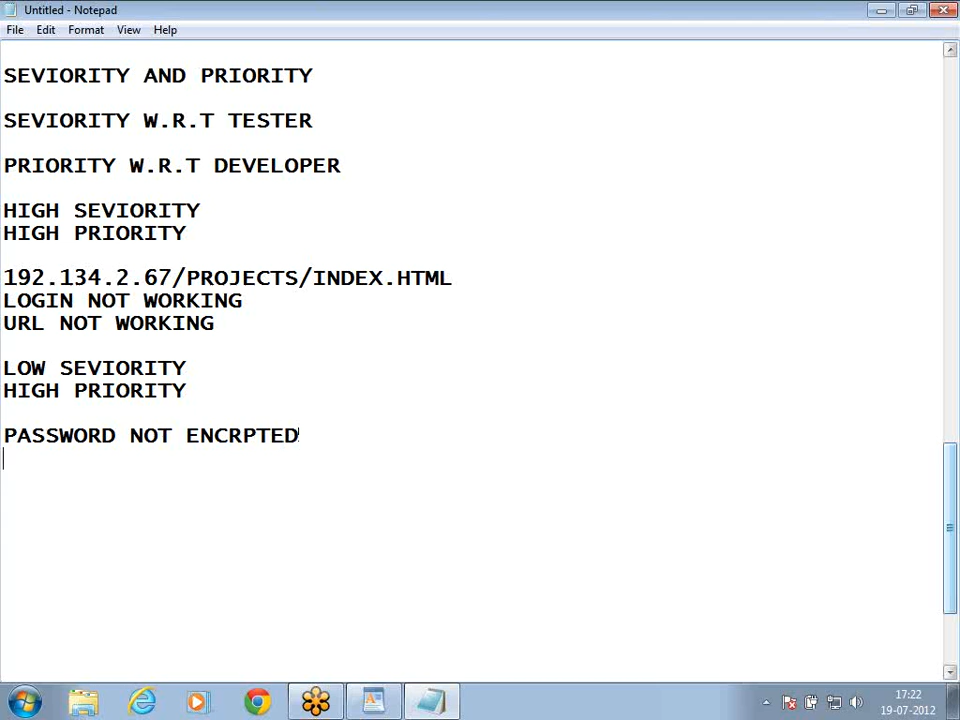 Untitled - Notepad
File Edit Format View Help
SEVIORITY AND PRIORITY
SEVIORITY W.R.T TESTER
PRIORITY W.R.T DEVELOPER
HIGH SEVIORITY
HIGH PRIORITY
192.134.2.67/PROJECTS/INDEX.HTML
LOGIN NOT WORKING
URL NOT WORKING
LOW SEVIORITY
HIGH PRIORITY
PASSWORD NOT ENCRPTED
17:22
19-07-2012